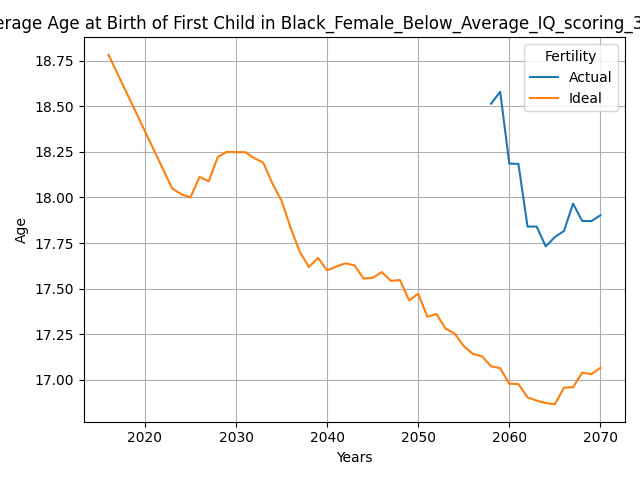 erage Age at Birth of First Child in Black_Female_Below_Average_IQ_scoring_3
Fertility
Actual
Ideal
18.75
18.50
18.25
18.00
17.75
17.50
17.25
17.00
Age
2020 2030 2040 2050 2060 2070
Years